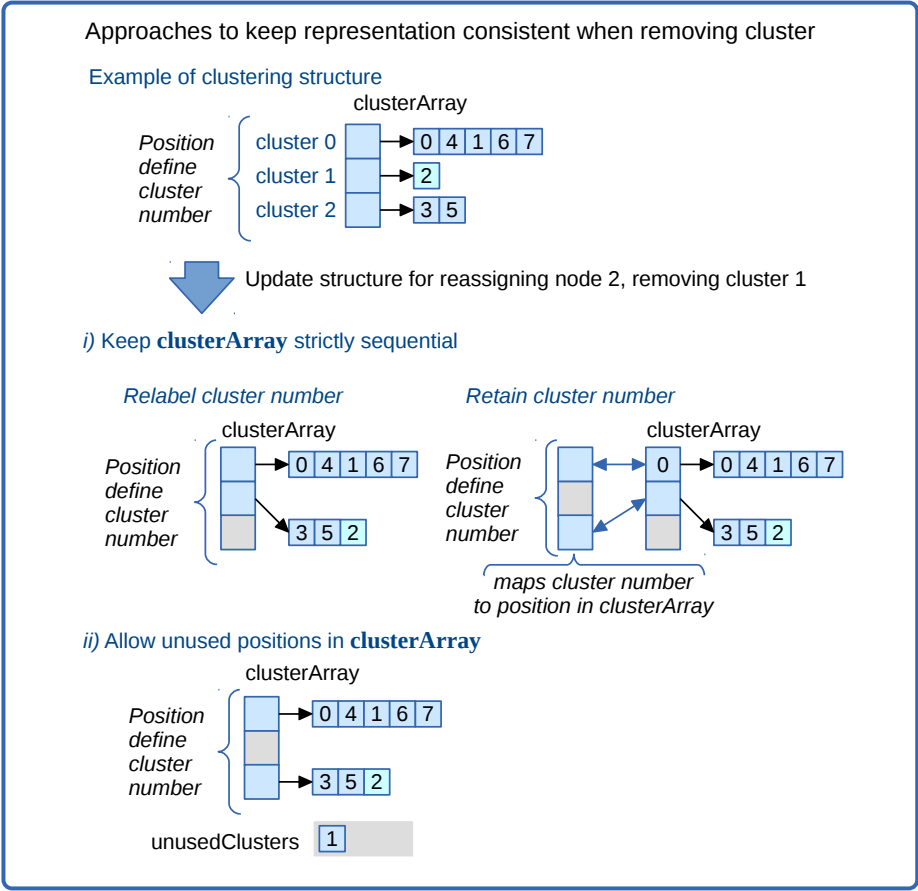 Approaches to keep representation consistent when removing cluster
Example of clustering structure
clusterArray
Position
define
cluster
number
cluster 0
0 4 1 6 7
cluster 1
2
cluster 2
3 5
Update structure for reassigning node 2, removing cluster 1
i) Keep clusterArray strictly sequential
Relabel cluster number
clusterArray
Position
define
cluster
number
0 4 1 6 7
3 5 2
Retain cluster number
clusterArray
Position
define
cluster
number
0
0 4 1 6 7
3 5 2
maps cluster number
to position in clusterArray
ii) Allow unused positions in clusterArray
clusterArray
Position
define
cluster
number
0 4 1 6 7
3 5 2
unusedClusters
1